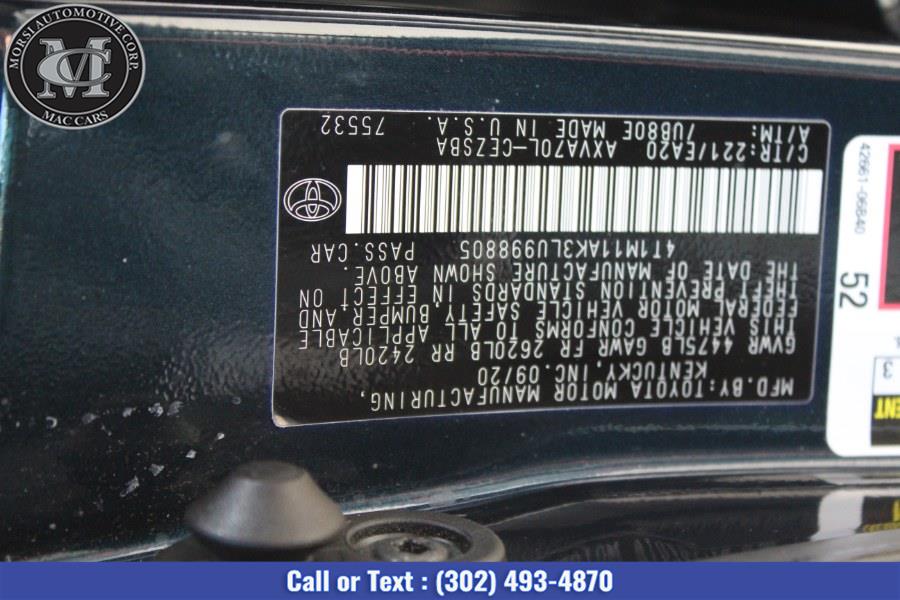 MORSI AUTOMOTIVE CORP.
MC
MAC CARS
MFD.BY:TOYOTA MOTOR MANUFACTURING,
KENTUCKY,INC.09/20
GVWR 4475LB GAWR FR 2620LB RR 2420LB
THIS VEHICLE CONFORMS TO ALL APPLICABLE
FEDERAL MOTOR VEHICLE SAFETY,BUMPER,AND
THEFT PREVENTION STANDARDS IN EFFECT ON
THE DATE OF MANUFACTURE SHOWN ABOVE.
4T1M11AK3LU998805 PASS.CAR
C/TR:221/EA20 AXVA70L-CEZSBA
A/TM: /UB80E MADE IN U.S.A. 75532
42661-06840
52
3
Call or Text : (302) 493-4870